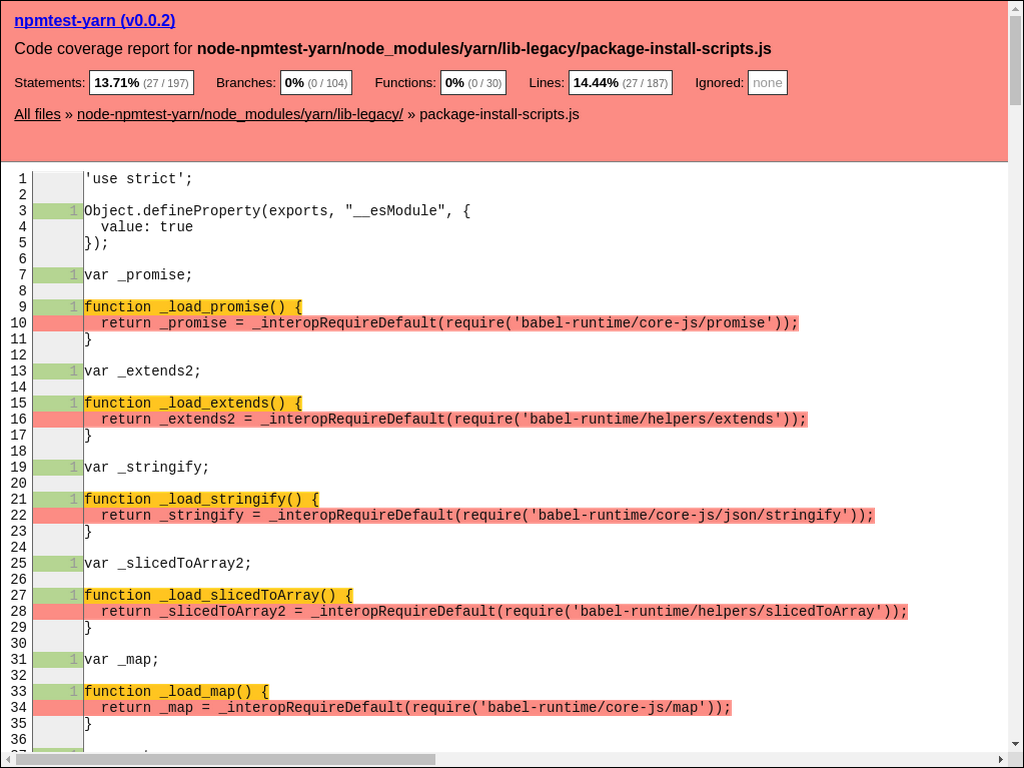 npmtest-yarn (v0.0.2)
Code coverage report for node-npmtest-yarn/node_modules/yarn/lib-legacy/package-install-scripts.js
Statements: 13.71% (27 / 197) Branches: 0% (0 / 104) Functions: 0% (0 / 30) Lines: 14.44% (27 / 187) Ignored: none
All files » node-npmtest-yarn/node_modules/yarn/lib-legacy/ » package-install-scripts.js
1 'use strict';
2
3 1 Object.defineProperty(exports, "__esModule", {
4 value: true
5 });
6
7 1 var _promise;
8
9 1 function _load_promise() {
10 return _promise = _interopRequireDefault(require('babel-runtime/core-js/promise'));
11 }
12
13 1 var _extends2;
14
15 1 function _load_extends() {
16 return _extends2 = _interopRequireDefault(require('babel-runtime/helpers/extends'));
17 }
18
19 1 var _stringify;
20
21 1 function _load_stringify() {
22 return _stringify = _interopRequireDefault(require('babel-runtime/core-js/json/stringify'));
23 }
24
25 1 var _slicedToArray2;
26
27 1 function _load_slicedToArray() {
28 return _slicedToArray2 = _interopRequireDefault(require('babel-runtime/helpers/slicedToArray'));
29 }
30
31 1 var _map;
32
33 1 function _load_map() {
34 return _map = _interopRequireDefault(require('babel-runtime/core-js/map'));
35 }
36